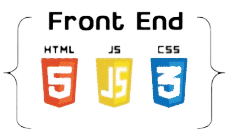 Front End
HTML JS CSS
5 JS 3